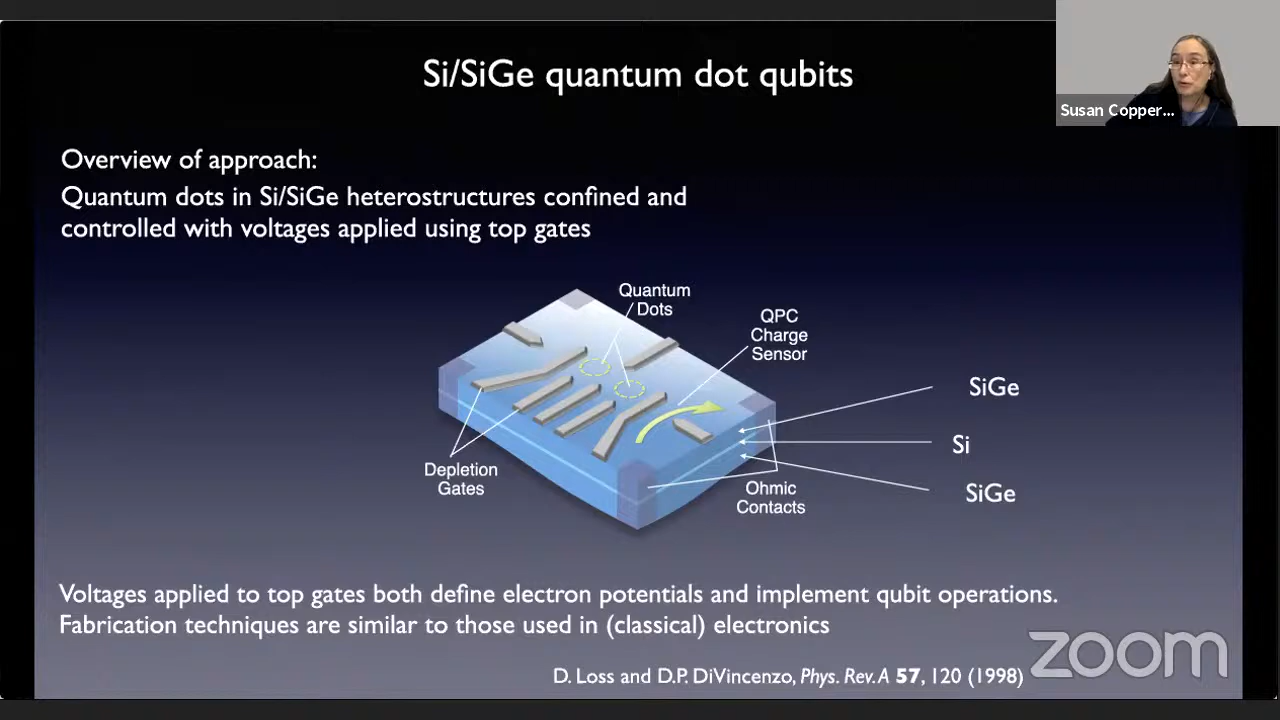 Si/SiGe quantum dot qubits
Susan Copper...
Overview of approach:
Quantum dots in Si/SiGe heterostructures confined and
controlled with voltages applied using top gates
Quantum
Dots
QPC
Charge
Sensor
SiGe
Si
SiGe
Depletion
Gates
Ohmic
Contacts
Voltages applied to top gates both define electron potentials and implement qubit operations.
Fabrication techniques are similar to those used in (classical) electronics
D. Loss and D.P. DiVincenzo, Phys. Rev. A 57, 120 (1998)
zoom